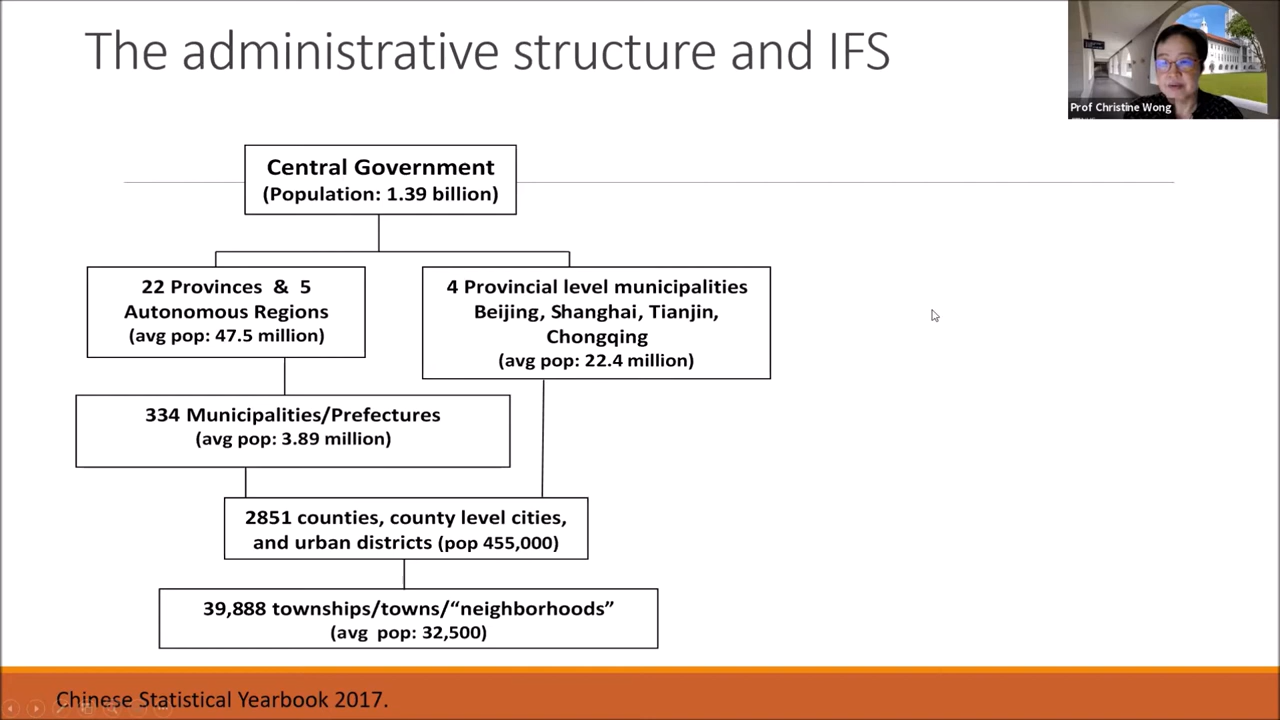 The administrative structure and IFS
Prof Christine Wong
Central Government
(Population: 1.39 billion)
22 Provinces & 5
Autonomous Regions
(avg pop: 47.5 million)
4 Provincial level municipalities
Beijing, Shanghai, Tianjin,
Chongqing
(avg pop: 22.4 million)
334 Municipalities/Prefectures
(avg pop: 3.89 million)
2851 counties, county level cities,
and urban districts (pop 455,000)
39,888 townships/towns/“neighborhoods”
(avg pop: 32,500)
Chinese Statistical Yearbook 2017.